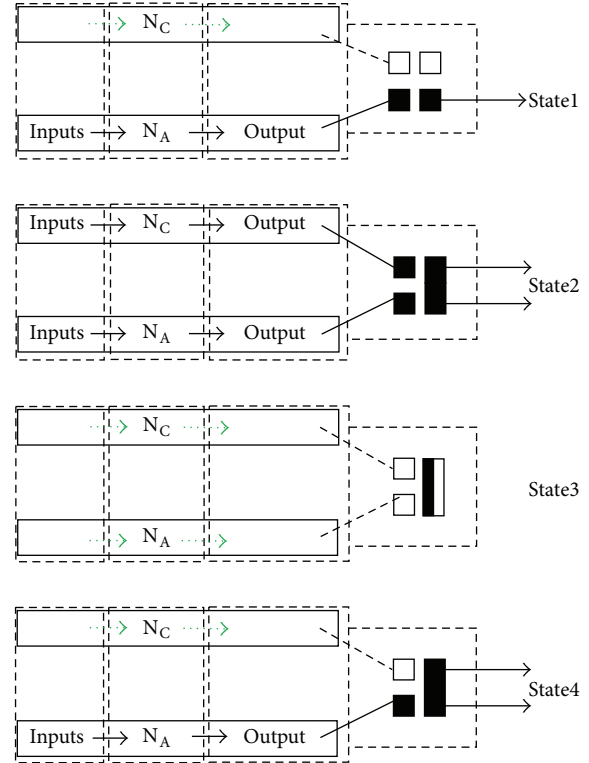 N_C
State1
Inputs N_A Output
Inputs N_C Output
State2
Inputs N_A Output
N_C
State3
N_A
N_C
State4
Inputs N_A Output